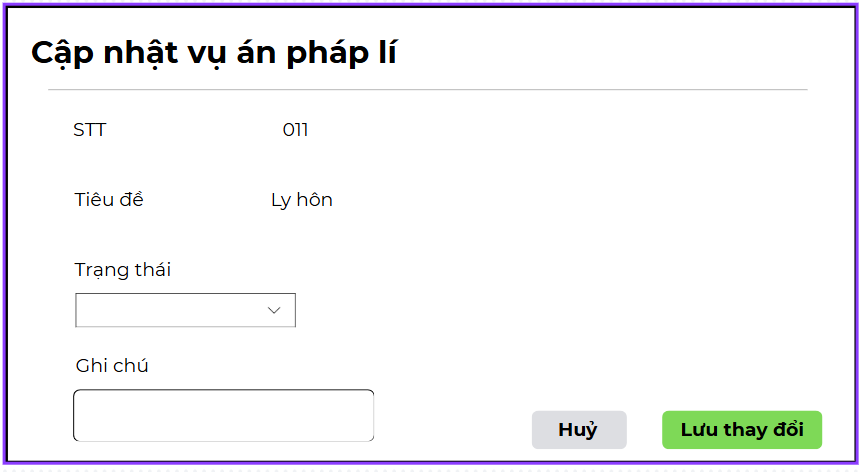 Cập nhật vụ án pháp lí
STT 011
Tiêu đề Ly hôn
Trạng thái
Ghi chú
Huỷ Lưu thay đổi